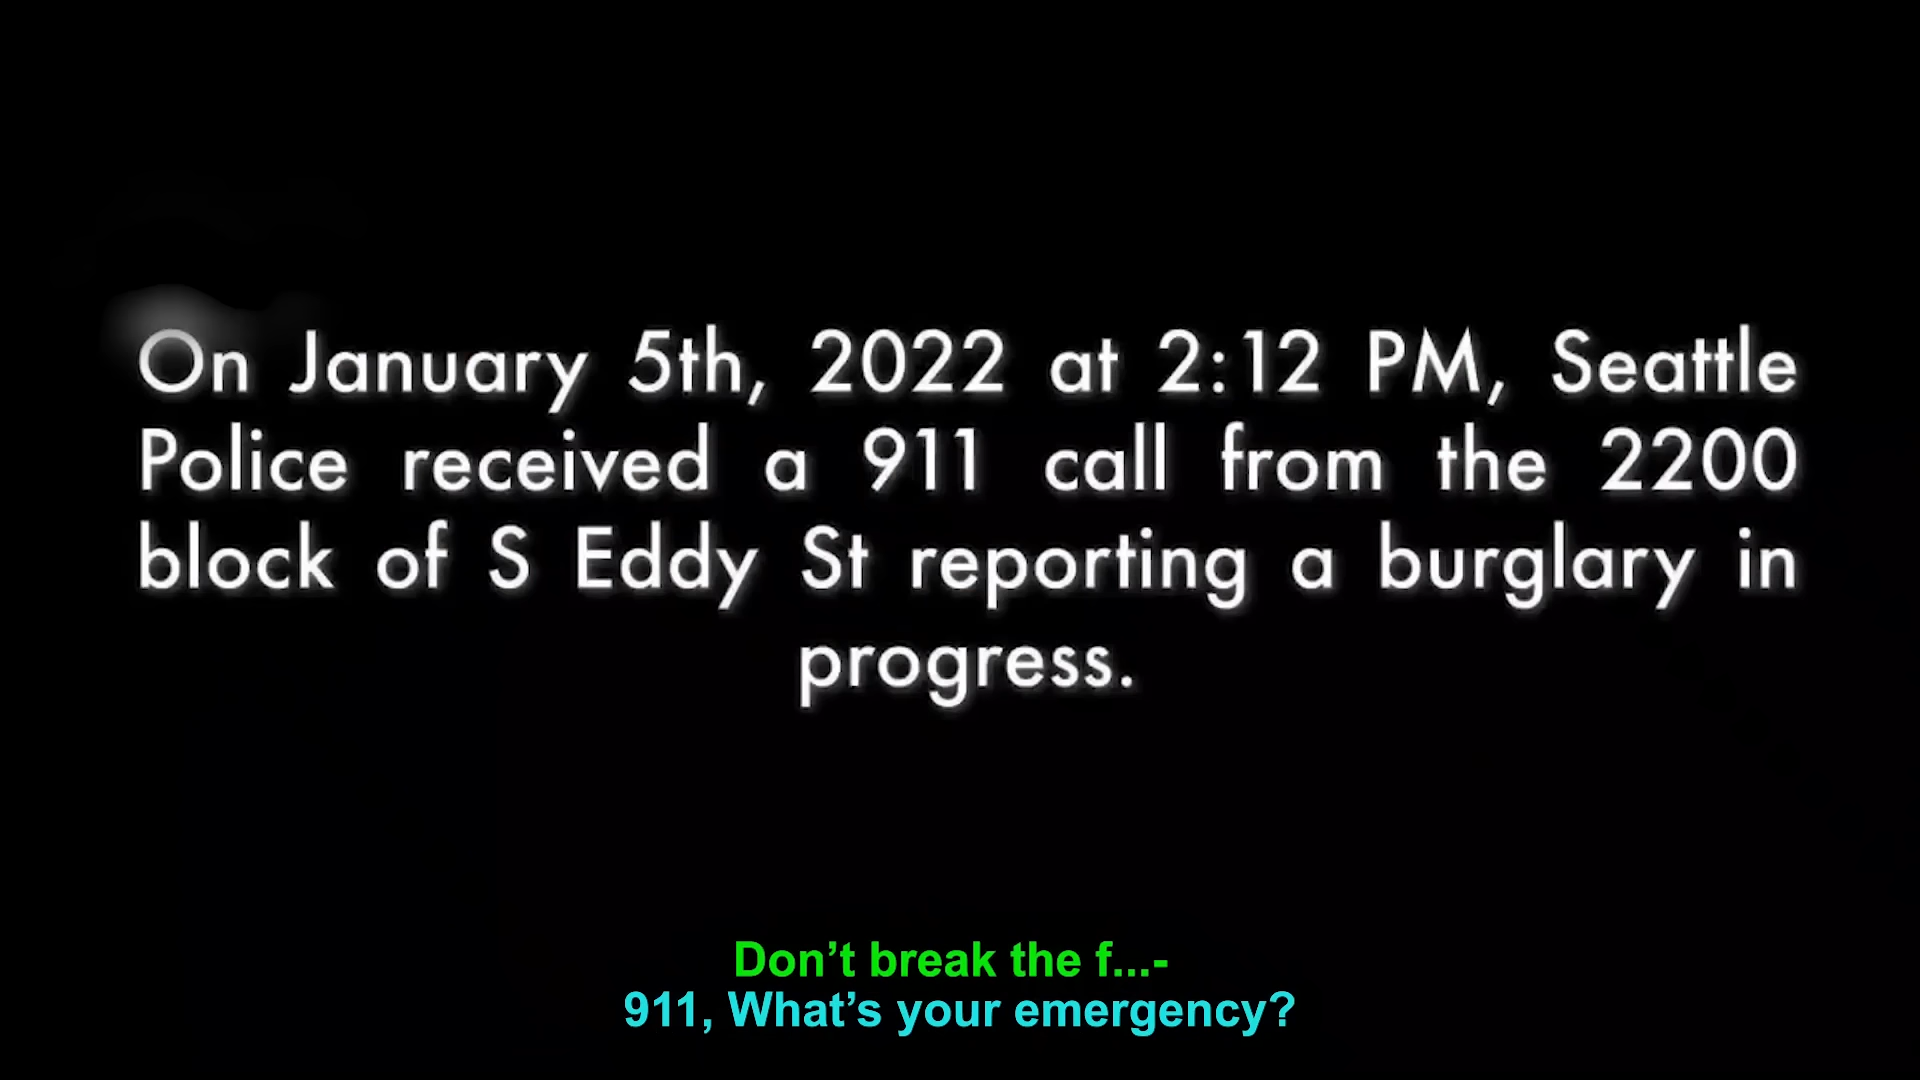 On January 5th, 2022 at 2:12 PM, Seattle
Police received a 911 call from the 2200
block of S Eddy St reporting a burglary in
progress.
Don’t break the f...-
911, What’s your emergency?